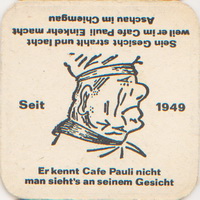 Sein Gesicht strahlt und lacht
weil er im Cafe Pauli Einkehr macht
Aschau im Chiemgau
Seit 1949
Er kennt Cafe Pauli nicht
man sieht's an seinem Gesicht